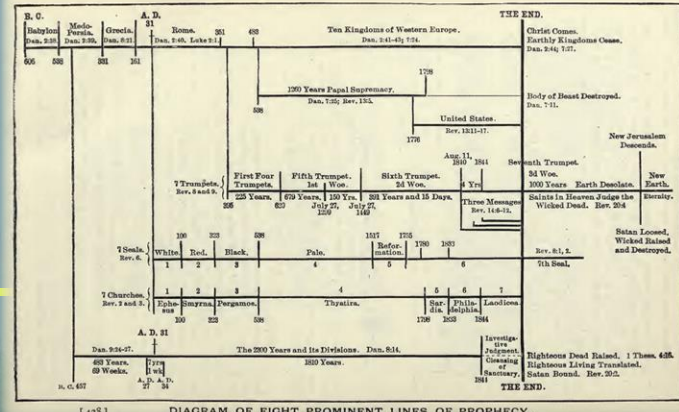 B. C.
A. D.
31
THE END.
Babylon
Dan. 2:38.
Medo-
Persia.
Dan. 2:39.
Grecia.
Dan. 8:21.
Rome.
Dan. 2:40, Luke 2:1.
351
483
Ten Kingdoms of Western Europe.
Dan. 2:41-43; 7:24.
Christ Comes.
Earthly Kingdoms Cease.
Dan. 2:44; 7:27.
606
538
331
161
1260 Years Papal Supremacy.
Dan. 7:25; Rev. 13:5.
538
1798
Body of Beast Destroyed.
Dan. 7:11.
United States.
Rev. 13:11-17.
1776
New Jerusalem
Descends.
7 Trumpets.
Rev. 8 and 9.
First Four
Trumpets.
225 Years.
395
Fifth Trumpet.
1st Woe.
679 Years.
150 Yrs.
July 27,
1299
July 27,
1449
Sixth Trumpet.
2d Woe.
391 Years and 15 Days.
Aug. 11,
1840
1844
4 Yrs
Seventh Trumpet.
3d Woe.
1000 Years Earth Desolate.
Saints in Heaven Judge the
Wicked Dead. Rev. 20:4
New
Earth.
Eternity.
Three Messages
Rev. 14:6-12.
Satan Loosed,
Wicked Raised
and Destroyed.
7 Seals.
Rev. 6.
100
323
538
1517
1755
1780
1833
White.
Red.
Black.
Pale.
Refor-
mation.
1
2
3
4
5
6
Rev. 8:1, 2.
7th Seal.
7 Churches.
Rev. 2 and 3.
1
2
3
4
5
6
7
Ephe-
sus
Smyrna.
Pergamos.
Thyatira.
Sar-
dis.
Phila-
delphia.
Laodicea.
100
323
538
1798
1833
1844
A. D. 31
Dan. 9:24-27.
483 Years.
69 Weeks.
7yrs
1 wk
The 2300 Years and its Divisions. Dan. 8:14.
1810 Years.
Investiga-
tive
Judgment.
Cleansing
of
Sanctuary.
Righteous Dead Raised. 1 Thess. 4:16.
Righteous Living Translated.
Satan Bound. Rev. 20:2.
B. C. 457
A. D.
27
A. D.
34
1844
THE END.
DIAGRAM OF EIGHT PROMINENT LINES OF PROPHECY